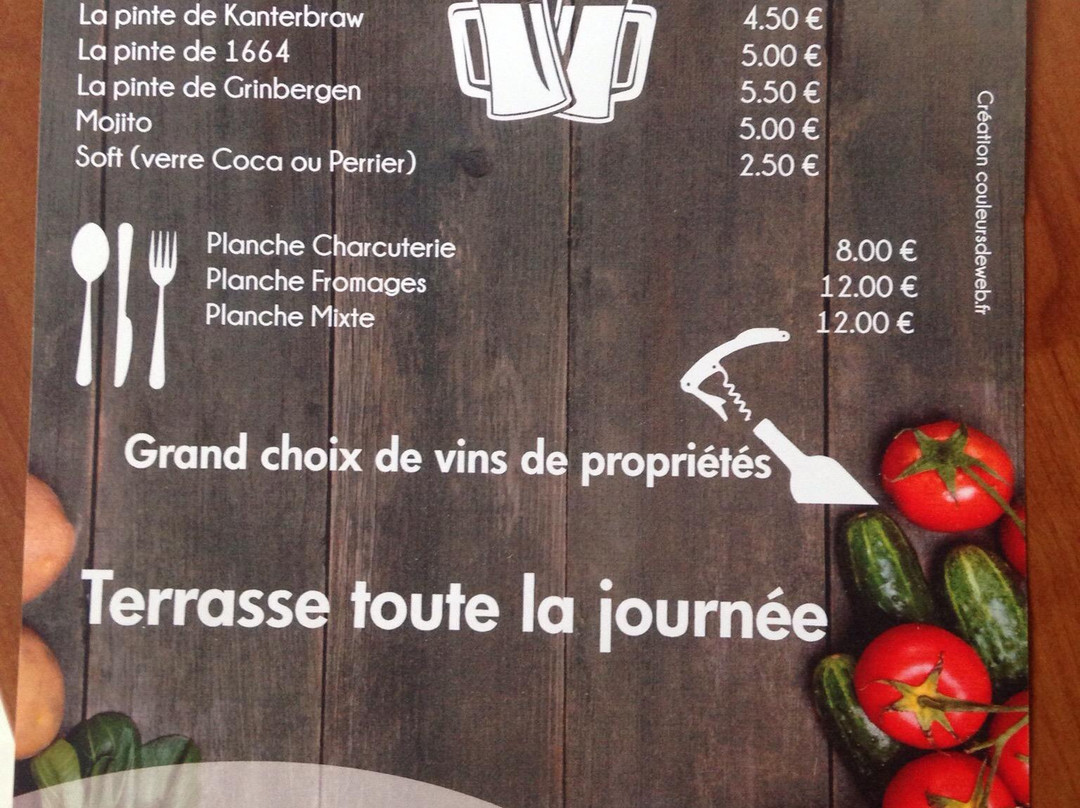 La pinte de Kanterbraw 4.50 €
La pinte de 1664 5.00 €
La pinte de Grinbergen 5.50 €
Mojito 5.00 €
Soft (verre Coca ou Perrier) 2.50 €
Planche Charcuterie 8.00 €
Planche Fromages 12.00 €
Planche Mixte 12.00 €
Grand choix de vins de propriétés
Terrasse toute la journée
Création couleursdeweb.fr